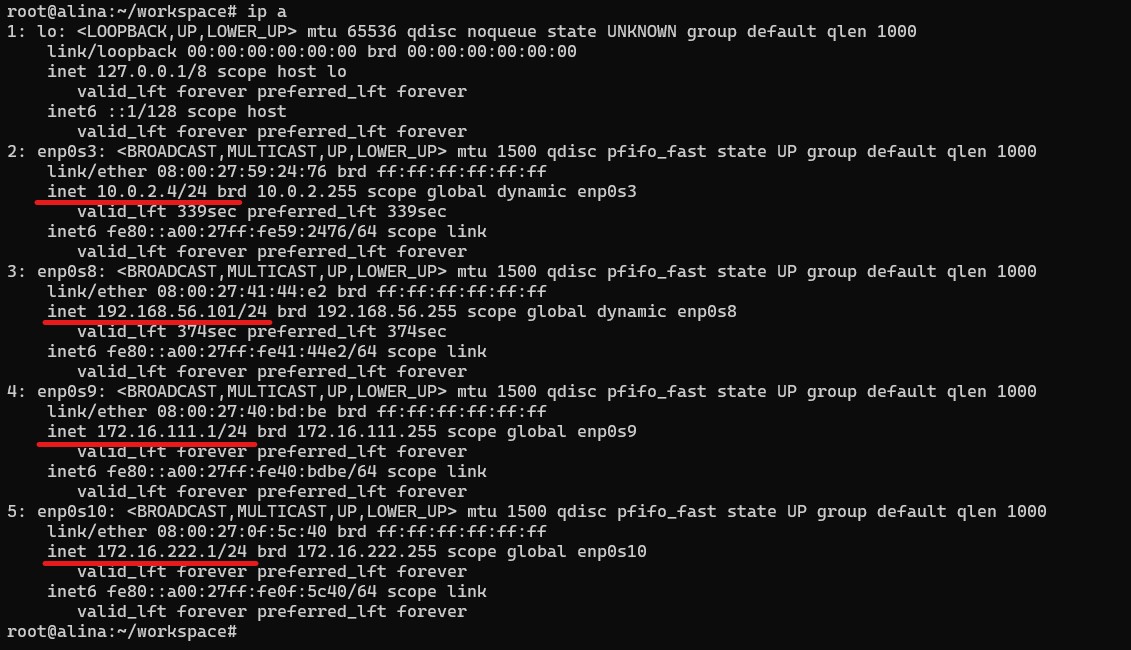 root@alina:~/workspace# ip a
1: lo: <LOOPBACK,UP,LOWER_UP> mtu 65536 qdisc noqueue state UNKNOWN group default qlen 1000
    link/loopback 00:00:00:00:00:00 brd 00:00:00:00:00:00
    inet 127.0.0.1/8 scope host lo
       valid_lft forever preferred_lft forever
    inet6 ::1/128 scope host
       valid_lft forever preferred_lft forever
2: enp0s3: <BROADCAST,MULTICAST,UP,LOWER_UP> mtu 1500 qdisc pfifo_fast state UP group default qlen 1000
    link/ether 08:00:27:59:24:76 brd ff:ff:ff:ff:ff:ff
    inet 10.0.2.4/24 brd 10.0.2.255 scope global dynamic enp0s3
       valid_lft 339sec preferred_lft 339sec
    inet6 fe80::a00:27ff:fe59:2476/64 scope link
       valid_lft forever preferred_lft forever
3: enp0s8: <BROADCAST,MULTICAST,UP,LOWER_UP> mtu 1500 qdisc pfifo_fast state UP group default qlen 1000
    link/ether 08:00:27:41:44:e2 brd ff:ff:ff:ff:ff:ff
    inet 192.168.56.101/24 brd 192.168.56.255 scope global dynamic enp0s8
       valid_lft 374sec preferred_lft 374sec
    inet6 fe80::a00:27ff:fe41:44e2/64 scope link
       valid_lft forever preferred_lft forever
4: enp0s9: <BROADCAST,MULTICAST,UP,LOWER_UP> mtu 1500 qdisc pfifo_fast state UP group default qlen 1000
    link/ether 08:00:27:40:bd:be brd ff:ff:ff:ff:ff:ff
    inet 172.16.111.1/24 brd 172.16.111.255 scope global enp0s9
       valid_lft forever preferred_lft forever
    inet6 fe80::a00:27ff:fe40:bdbe/64 scope link
       valid_lft forever preferred_lft forever
5: enp0s10: <BROADCAST,MULTICAST,UP,LOWER_UP> mtu 1500 qdisc pfifo_fast state UP group default qlen 1000
    link/ether 08:00:27:0f:5c:40 brd ff:ff:ff:ff:ff:ff
    inet 172.16.222.1/24 brd 172.16.222.255 scope global enp0s10
       valid_lft forever preferred_lft forever
    inet6 fe80::a00:27ff:fe0f:5c40/64 scope link
       valid_lft forever preferred_lft forever
root@alina:~/workspace#